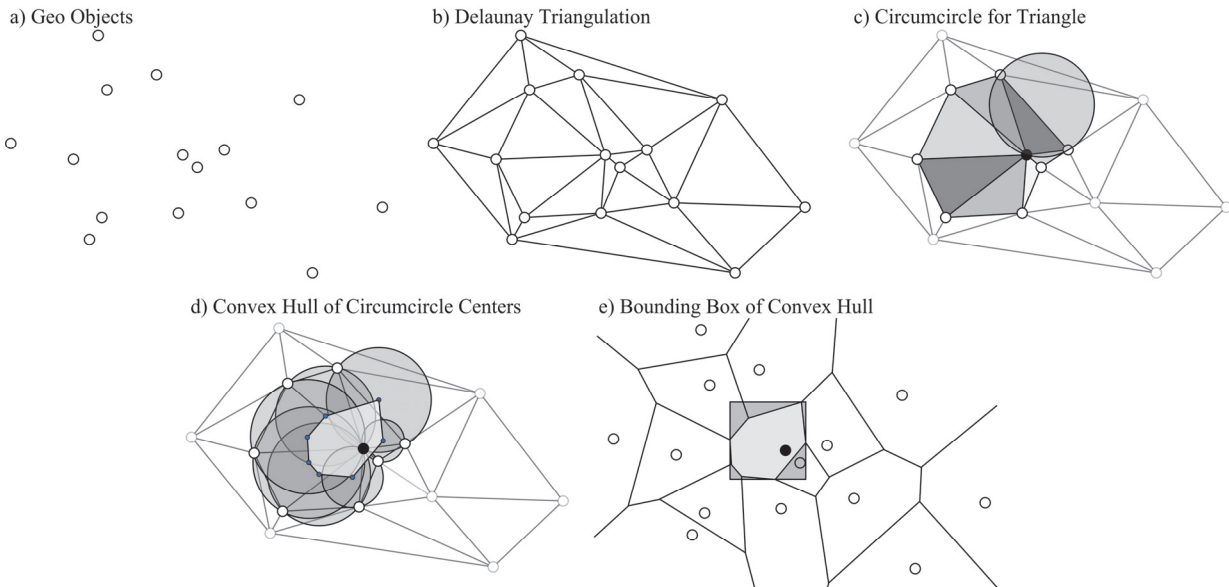 a) Geo Objects
b) Delaunay Triangulation
c) Circumcircle for Triangle
d) Convex Hull of Circumcircle Centers
e) Bounding Box of Convex Hull